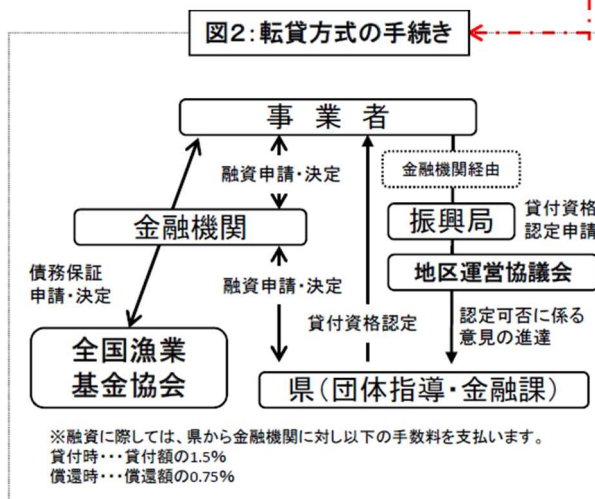 図2:転貸方式の手続き
事 業 者
融資申請・決定
金融機関経由
金融機関
振興局
貸付資格
認定申請
債務保証
申請・決定
融資申請・決定
貸付資格認定
地区運営協議会
認定可否に係る
意見の進達
全国漁業
基金協会
県(団体指導・金融課)
※融資に際しては、県から金融機関に対し以下の手数料を支払います。
貸付時・・・貸付額の1.5%
償還時・・・償還額の0.75%